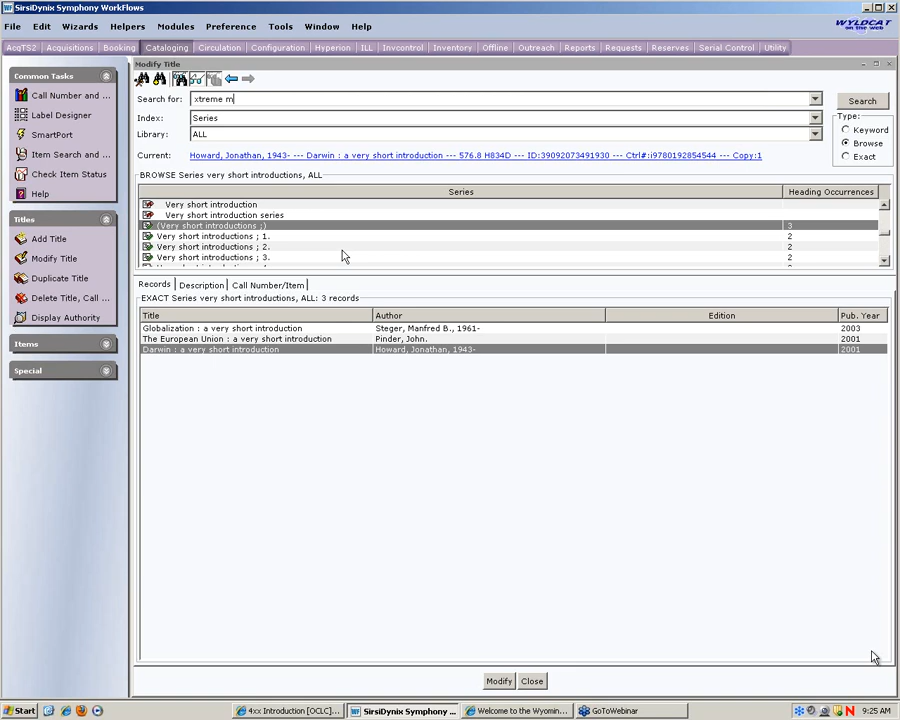 SirsiDynix Symphony WorkFlows
File Edit Wizards Helpers Modules Preference Tools Window Help
WYLDCAT
on the web
AcqTS2 Acquisitions Booking Cataloging Circulation Configuration Hyperion ILL Invcontrol Inventory Offline Outreach Reports Requests Reserves Serial Control Utility
Common Tasks
Call Number and ...
Label Designer
SmartPort
Item Search and ...
Check Item Status
Help
Titles
Add Title
Modify Title
Duplicate Title
Delete Title, Call ...
Display Authority
Items
Special
Modify Title
Search for: xtreme m
Search
Index: Series
Library: ALL
Type:
Keyword
Browse
Exact
Current: Howard, Jonathan, 1943- --- Darwin : a very short introduction --- 576.8 H834D --- ID:39092073491930 --- Ctrl#:i9780192854544 --- Copy:1
BROWSE Series very short introductions, ALL
Series Heading Occurrences
Very short introduction
Very short introduction series
(Very short introductions ;) 3
Very short introductions ; 1. 2
Very short introductions ; 2. 2
Very short introductions ; 3. 2
Records Description Call Number/Item
EXACT Series very short introductions, ALL: 3 records
Title Author Edition Pub. Year
Globalization : a very short introduction Steger, Manfred B., 1961- 2003
The European Union : a very short introduction Pinder, John. 2001
Darwin : a very short introduction Howard, Jonathan, 1943- 2001
Modify Close
Start 4xx Introduction [OCLC]... SirsiDynix Symphony ... Welcome to the Wyomin... GoToWebinar 9:25 AM